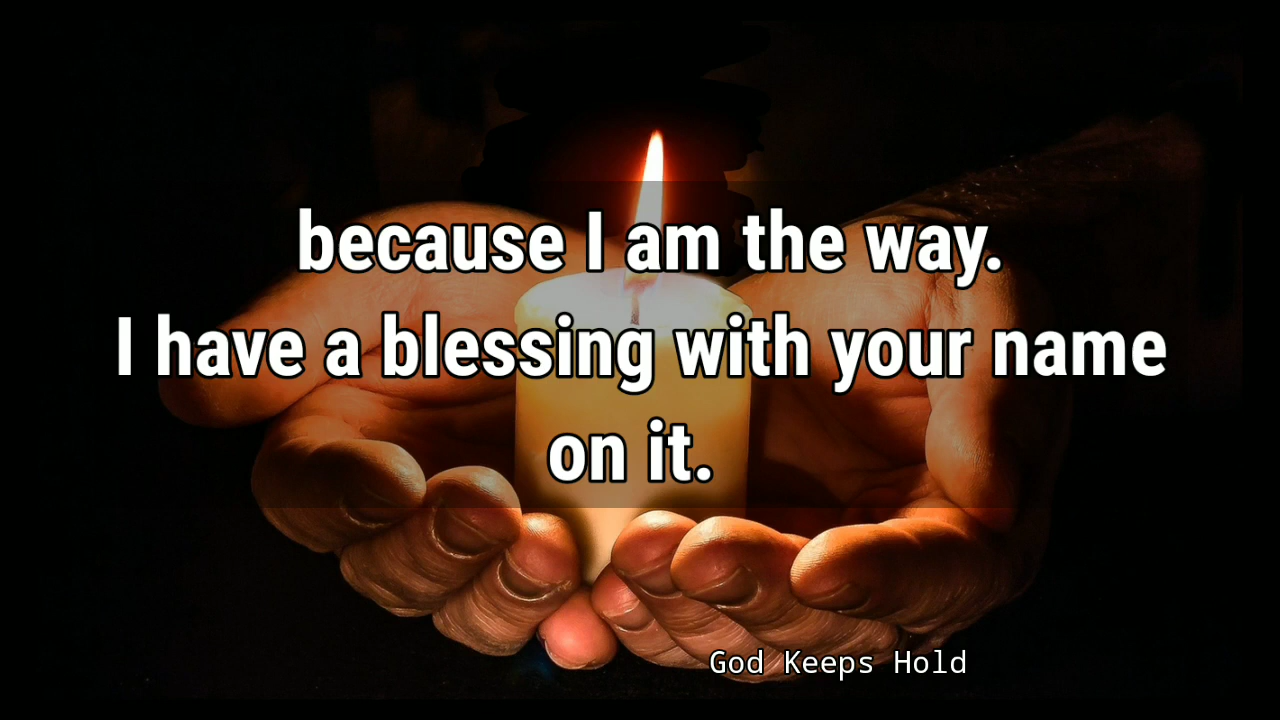 because I am the way.
I have a blessing with your name
on it.
God Keeps Hold